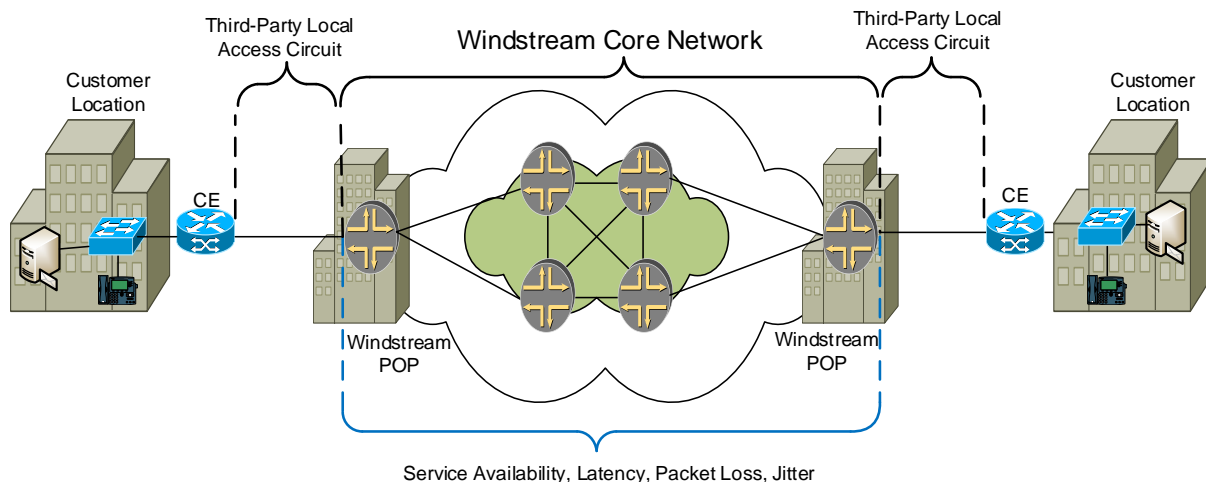 Third-Party Local
Access Circuit
Windstream Core Network
Third-Party Local
Access Circuit
Customer
Location
Customer
Location
CE
CE
Windstream
POP
Windstream
POP
Service Availability, Latency, Packet Loss, Jitter